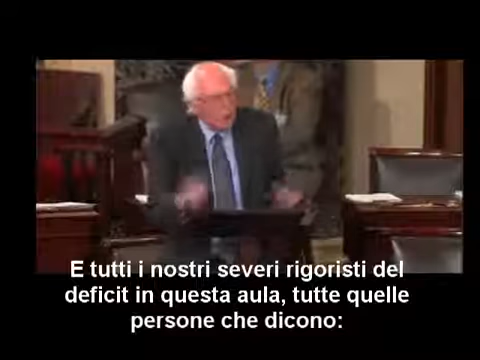 E tutti i nostri severi rigoristi del
deficit in questa aula, tutte quelle
persone che dicono: